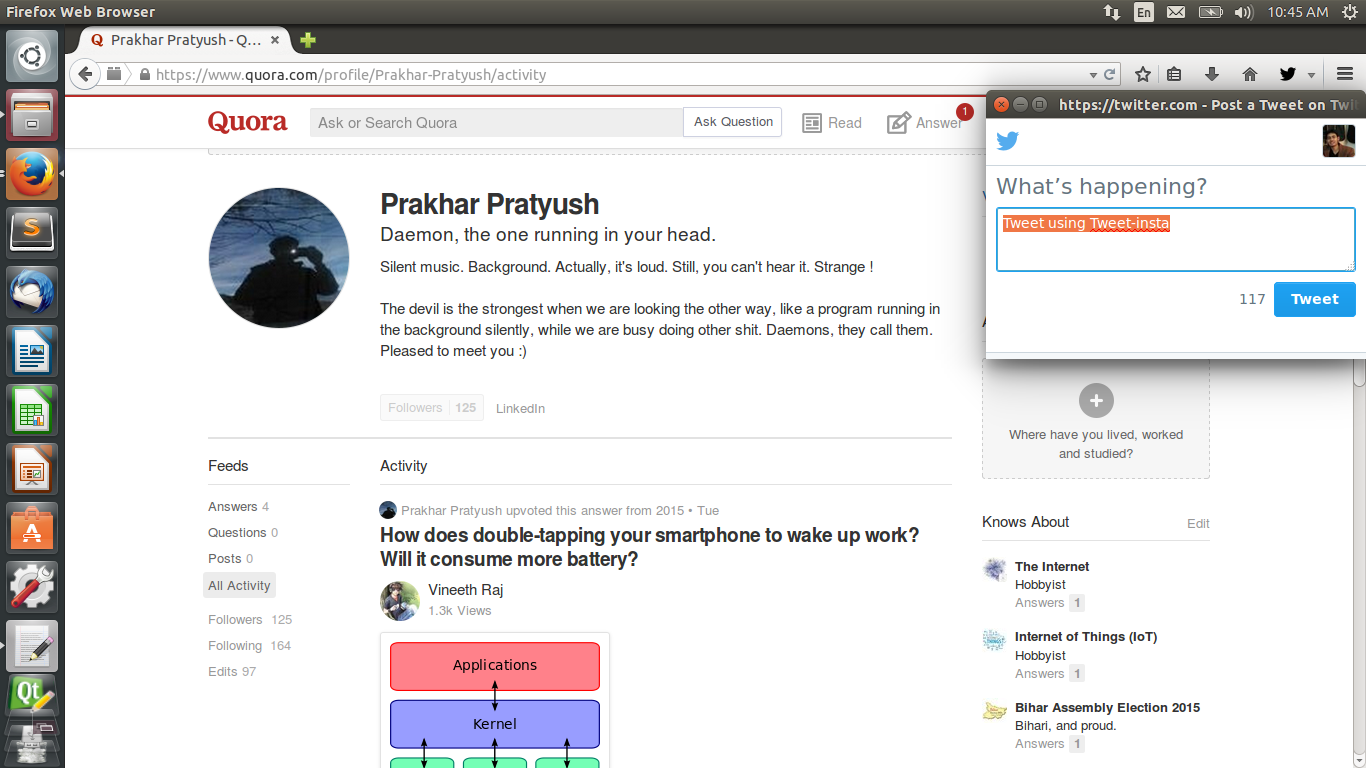 Firefox Web Browser
En
10:45 AM
Q Prakhar Pratyush - Q...
https://www.quora.com/profile/Prakhar-Pratyush/activity
Quora
Ask or Search Quora
Ask Question
Read
Answer
1
https://twitter.com - Post a Tweet on Twit
What's happening?
Tweet using Tweet-insta
117
Tweet
Prakhar Pratyush
Daemon, the one running in your head.
Silent music. Background. Actually, it's loud. Still, you can't hear it. Strange !
The devil is the strongest when we are looking the other way, like a program running in
the background silently, while we are busy doing other shit. Daemons, they call them.
Pleased to meet you :)
Followers 125
LinkedIn
Feeds
Answers 4
Questions 0
Posts 0
All Activity
Followers 125
Following 164
Edits 97
Activity
Prakhar Pratyush upvoted this answer from 2015 • Tue
How does double-tapping your smartphone to wake up work?
Will it consume more battery?
Vineeth Raj
1.3k Views
Applications
Kernel
Where have you lived, worked
and studied?
Knows About
Edit
The Internet
Hobbyist
Answers 1
Internet of Things (IoT)
Hobbyist
Answers 1
Bihar Assembly Election 2015
Bihari, and proud.
Answers 1